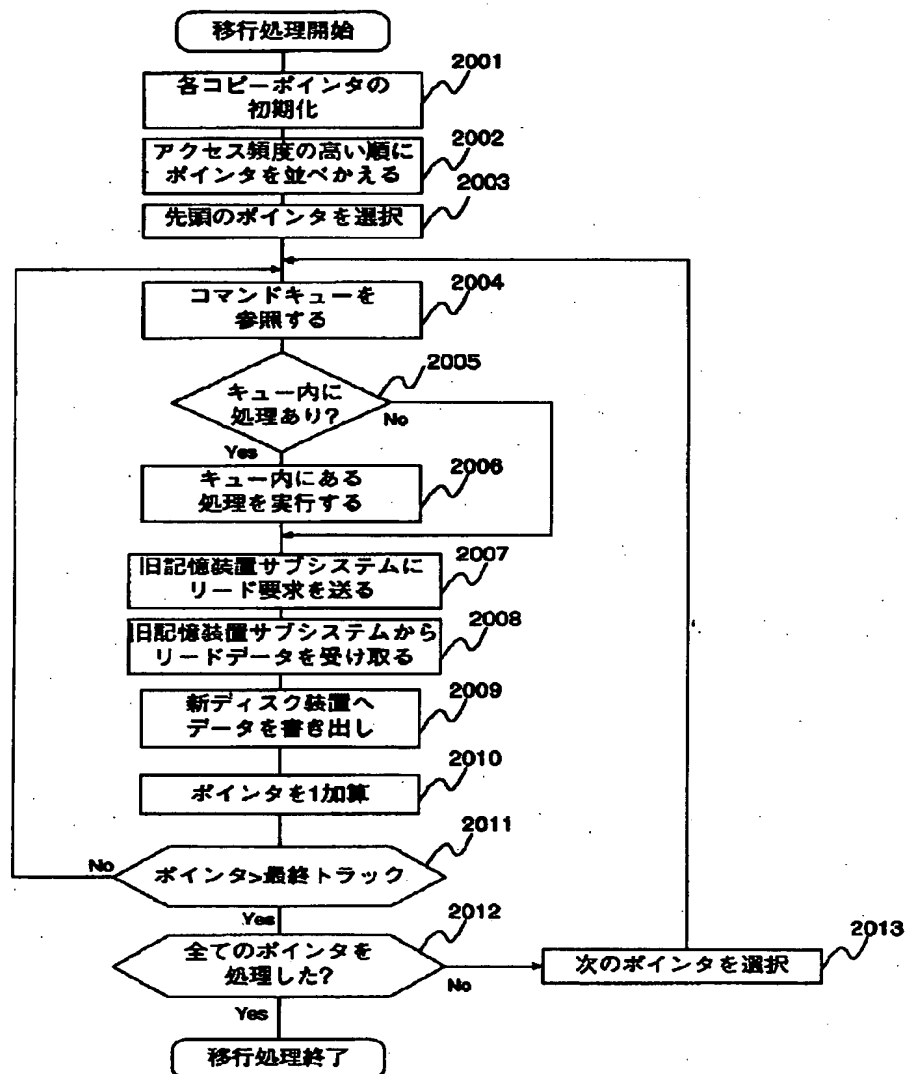 移行処理開始
2001
各コピーポインタの
初期化
2002
アクセス頻度の高い順に
ポインタを並べかえる
2003
先頭のポインタを選択
2004
コマンドキューを
参照する
2005
キュー内に
処理あり?
No
Yes
2006
キュー内にある
処理を実行する
2007
旧記憶装置サブシステムに
リード要求を送る
2008
旧記憶装置サブシステムから
リードデータを受け取る
2009
新ディスク装置へ
データを書き出し
2010
ポインタを1加算
2011
No
ポインタ>最終トラック
Yes
2012
全てのポインタを
処理した?
No
2013
次のポインタを選択
Yes
移行処理終了